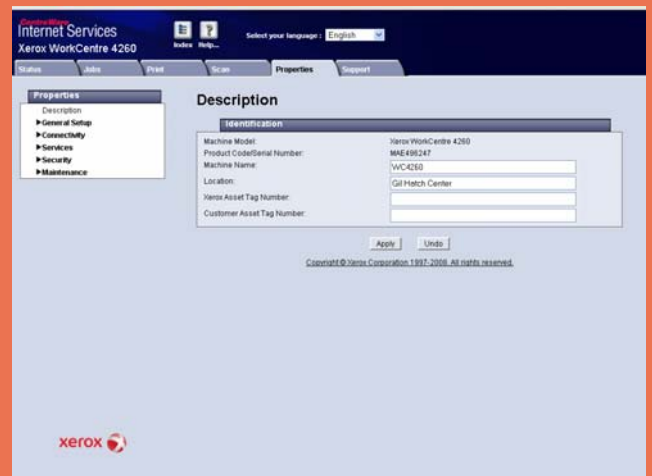 CentreWare
Internet Services
Xerox WorkCentre 4260
Index Help...
Select your language : English
Status Jobs Print Scan Properties Support
Properties
Description
General Setup
Connectivity
Services
Security
Maintenance
Description
Identification
Machine Model: Xerox WorkCentre 4260
Product Code/Serial Number: MAE496247
Machine Name: WC4260
Location: Gil Hatch Center
Xerox Asset Tag Number:
Customer Asset Tag Number:
Apply Undo
Copyright © Xerox Corporation 1997-2008. All rights reserved.
xerox